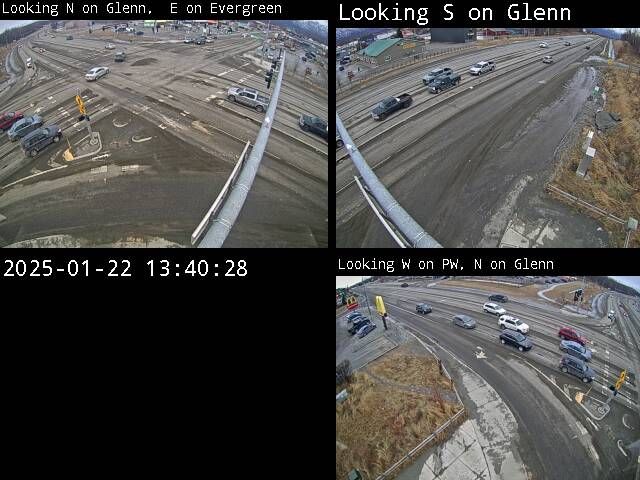 Looking N on Glenn,  E on Evergreen
Looking S on Glenn
2025-01-22 13:40:28
Looking W on PW, N on Glenn